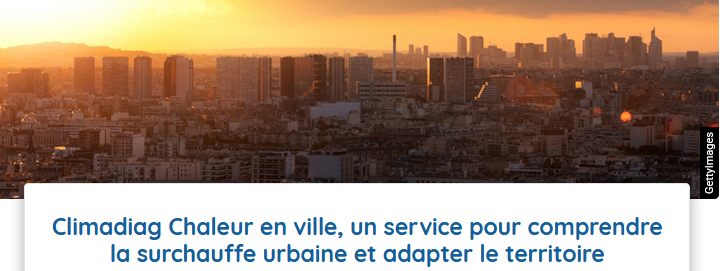 GettyImages
Climadiag Chaleur en ville, un service pour comprendre
la surchauffe urbaine et adapter le territoire